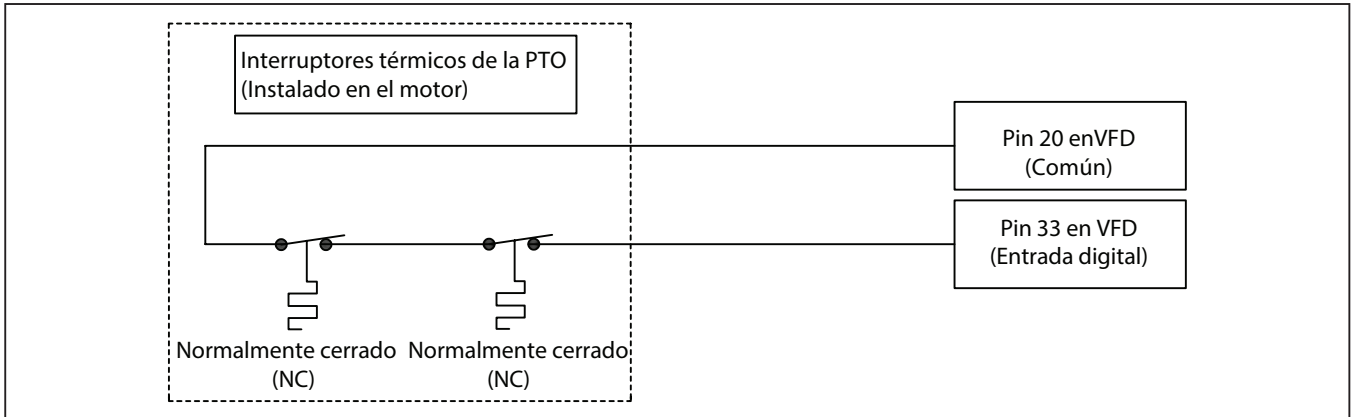 Interruptores térmicos de la PTO
(Instalado en el motor)
Pin 20 enVFD
(Común)
Pin 33 en VFD
(Entrada digital)
Normalmente cerrado
(NC)
Normalmente cerrado
(NC)